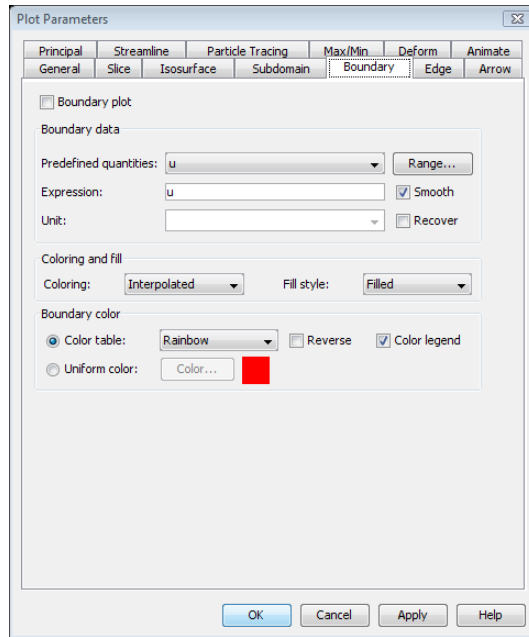 Plot Parameters
Principal Streamline Particle Tracing Max/Min Deform Animate
General Slice Isosurface Subdomain Boundary Edge Arrow
Boundary plot
Boundary data
Predefined quantities: u Range...
Expression: u Smooth
Unit: Recover
Coloring and fill
Coloring: Interpolated Fill style: Filled
Boundary color
Color table: Rainbow Reverse Color legend
Uniform color: Color...
OK Cancel Apply Help